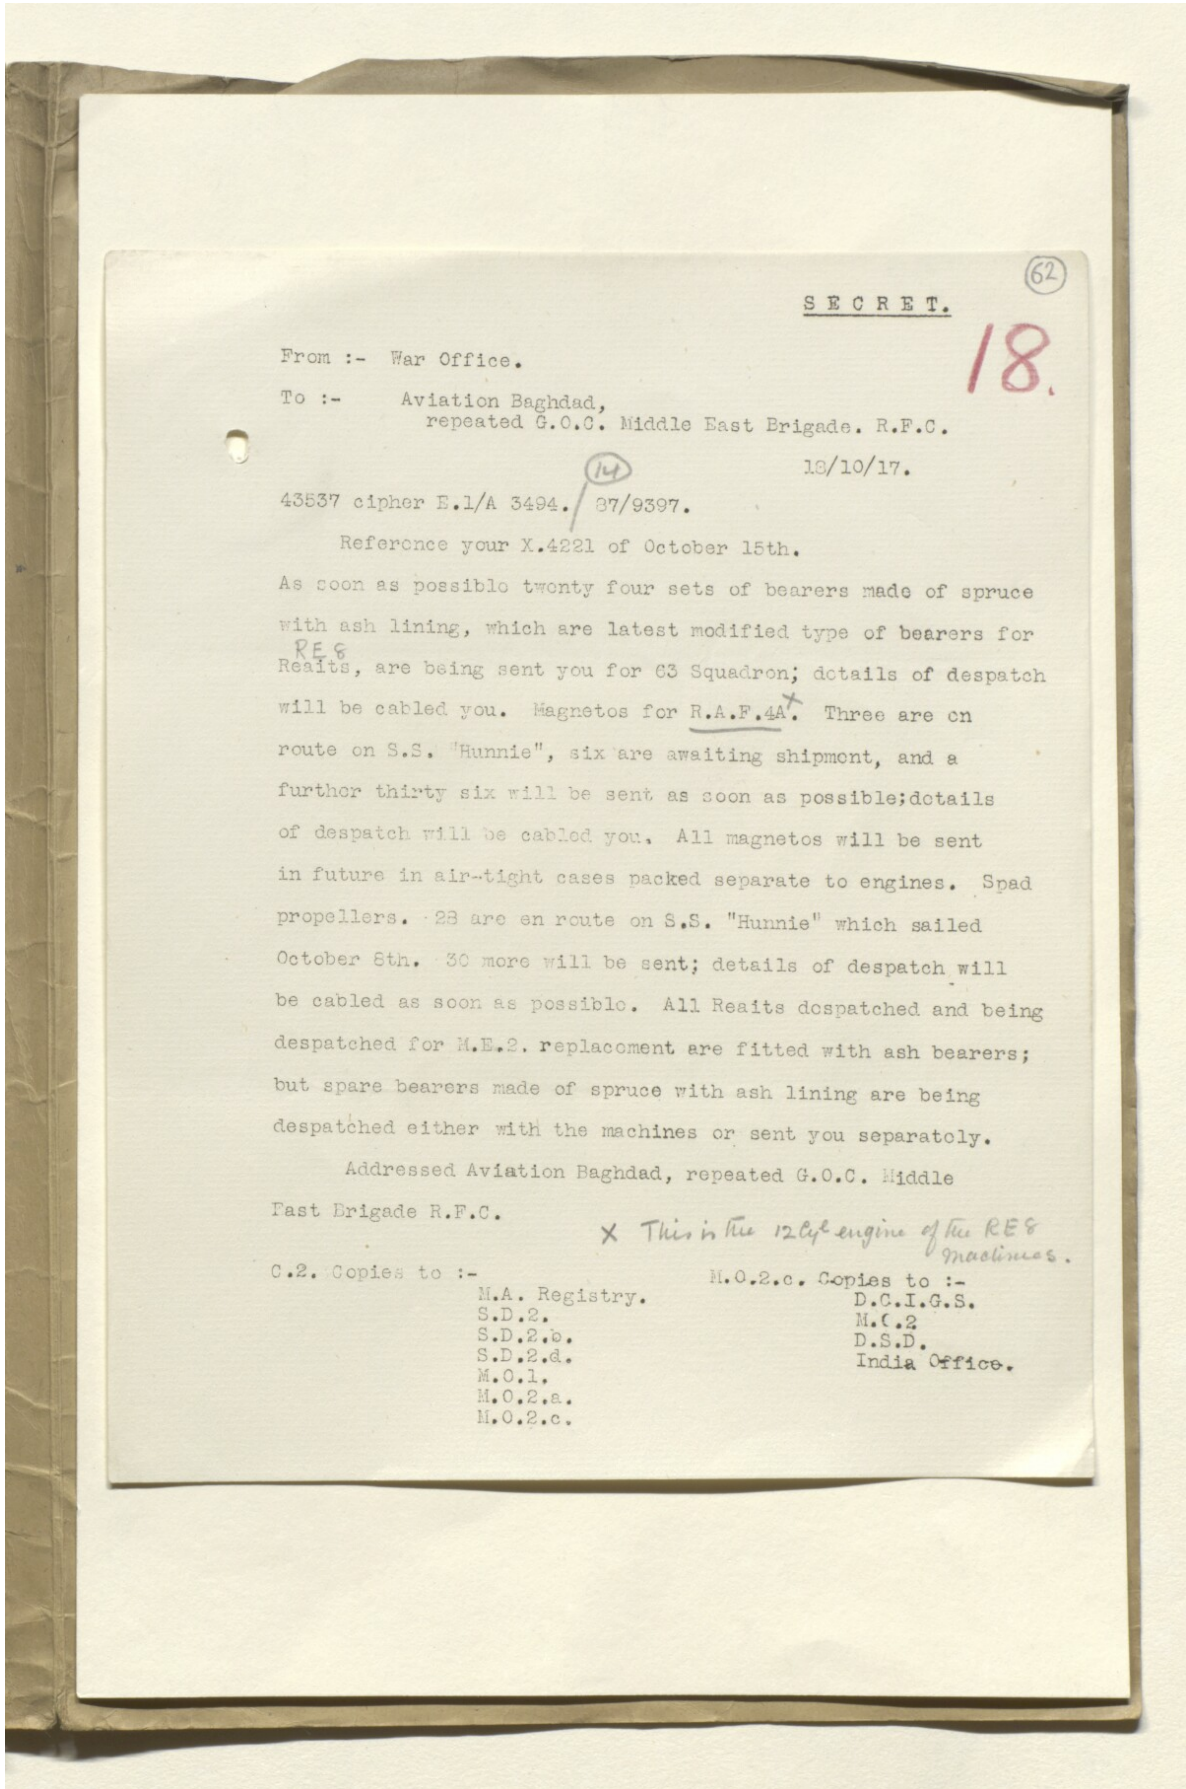 62
S E C R E T.
18.
From :- War Office.
To :- Aviation Baghdad,
repeated G.O.C. Middle East Brigade. R.F.C.
18/10/17.
14
43537 cipher E.1/A 3494./ 87/9397.
Reference your X.4221 of October 15th.
As soon as possible twenty four sets of bearers made of spruce
with ash lining, which are latest modified type of bearers for
RE8
Reaits, are being sent you for 63 Squadron; details of despatch
will be cabled you. Magnetos for R.A.F.4A. x Three are en
route on S.S. "Hunnie", six are awaiting shipment, and a
further thirty six will be sent as soon as possible;details
of despatch will be cabled you. All magnetos will be sent
in future in air-tight cases packed separate to engines. Spad
propellers. 28 are en route on S.S. "Hunnie" which sailed
October 8th. 30 more will be sent; details of despatch will
be cabled as soon as possible. All Reaits despatched and being
despatched for M.E.2. replacement are fitted with ash bearers;
but spare bearers made of spruce with ash lining are being
despatched either with the machines or sent you separately.
Addressed Aviation Baghdad, repeated G.O.C. Middle
East Brigade R.F.C.
x This is the 12 Cyl engine of the RE8
machines.
C.2. Copies to :-
M.A. Registry.
S.D.2.
S.D.2.b.
S.D.2.d.
M.O.1.
M.O.2.a.
M.O.2.c.
M.O.2.c. Copies to :-
D.C.I.G.S.
M.O.2
D.S.D.
India Office.